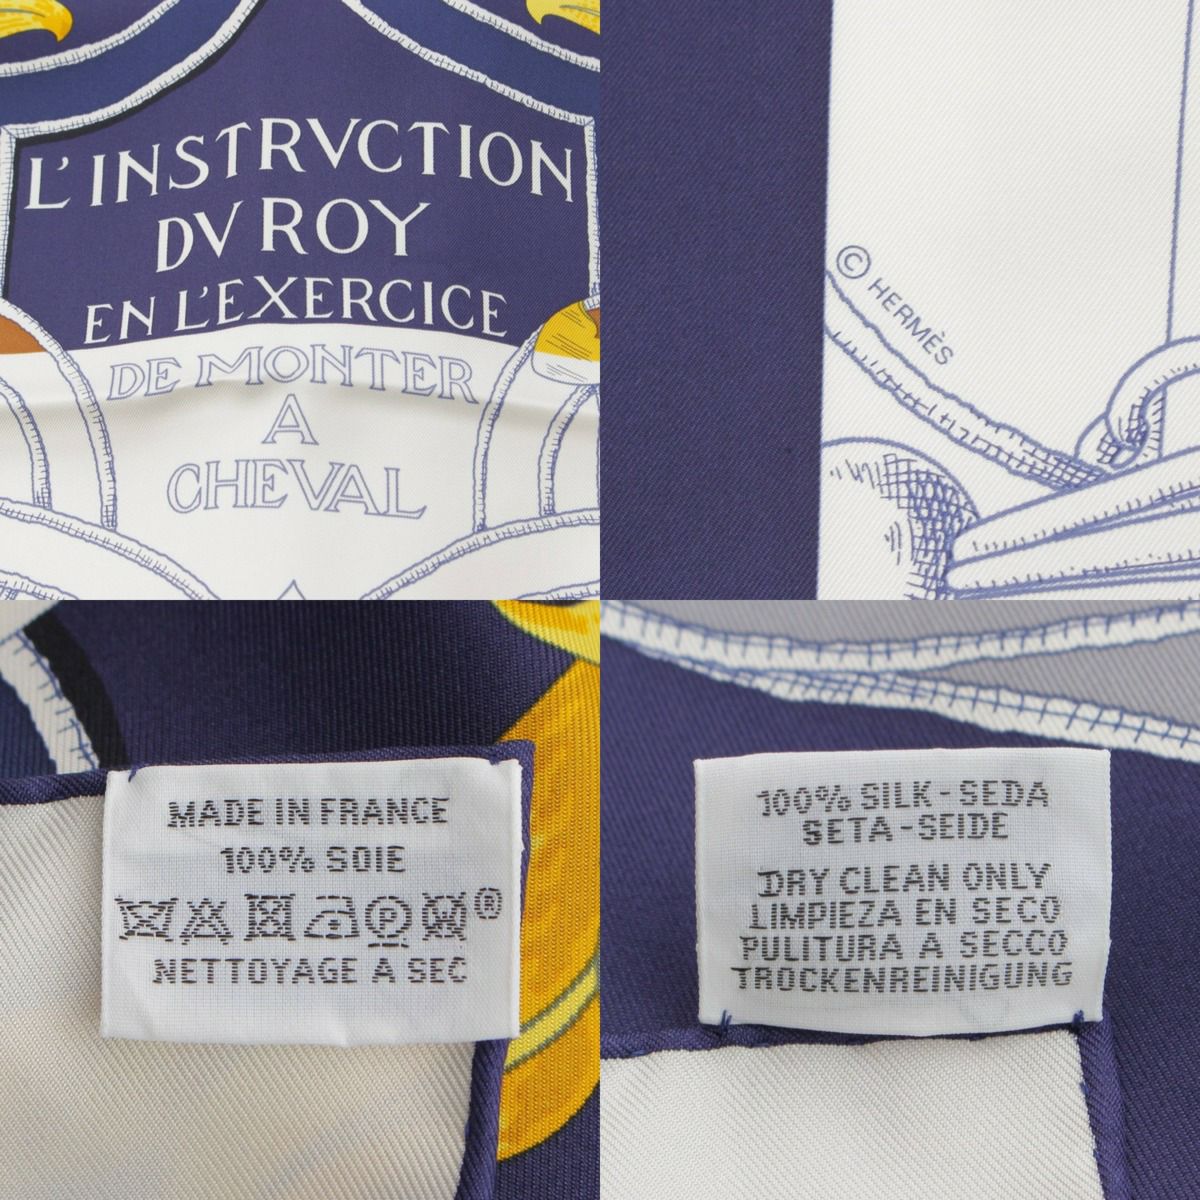 L'INSTRVCTION
DV ROY
EN L'EXERCICE
DE MONTER
A
CHEVAL
© HERMÈS
MADE IN FRANCE
100% SOIE
P ®
NETTOYAGE A SEC
100% SILK - SEDA
SETA - SEIDE
DRY CLEAN ONLY
LIMPIEZA EN SECO
PULITURA A SECCO
TROCKENREINIGUNG